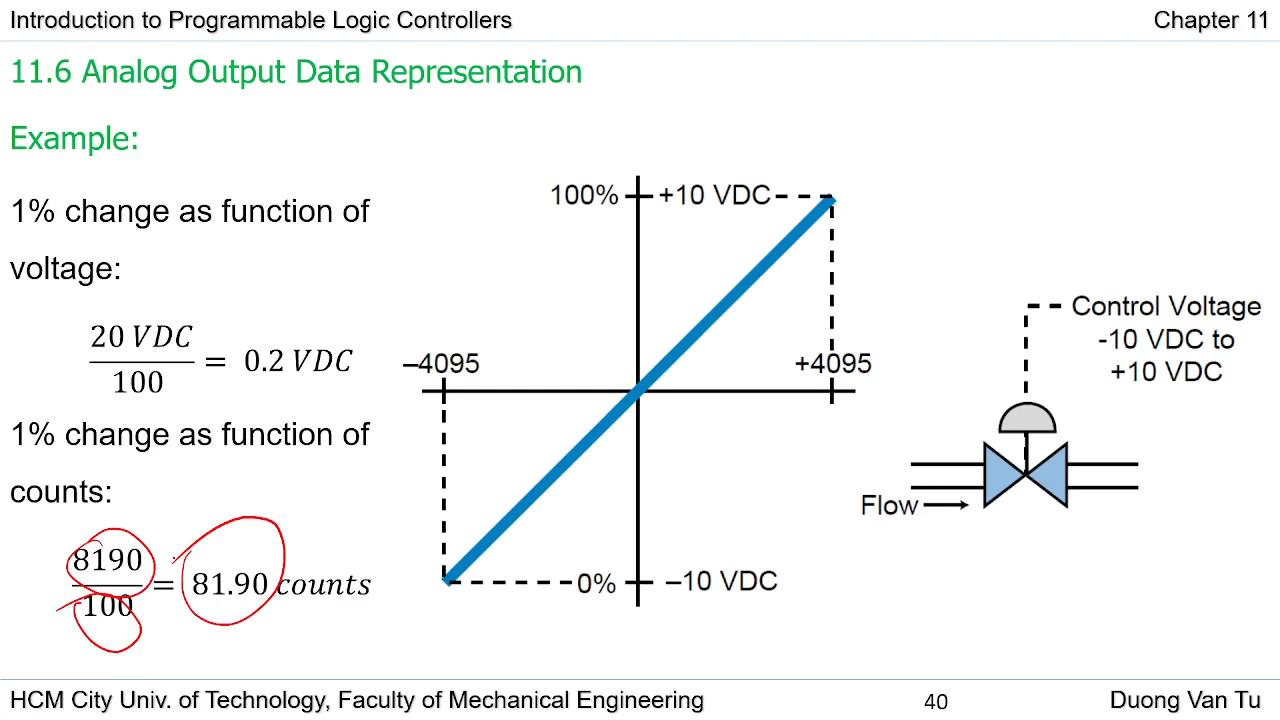 Introduction to Programmable Logic Controllers
Chapter 11
11.6 Analog Output Data Representation
Example:
1% change as function of
voltage:
20 VDC
100
= 0.2 VDC
1% change as function of
counts:
8190
100
= 81.90 counts
100%
+10 VDC
–4095
+4095
0%
–10 VDC
Control Voltage
-10 VDC to
+10 VDC
Flow
HCM City Univ. of Technology, Faculty of Mechanical Engineering
40
Duong Van Tu